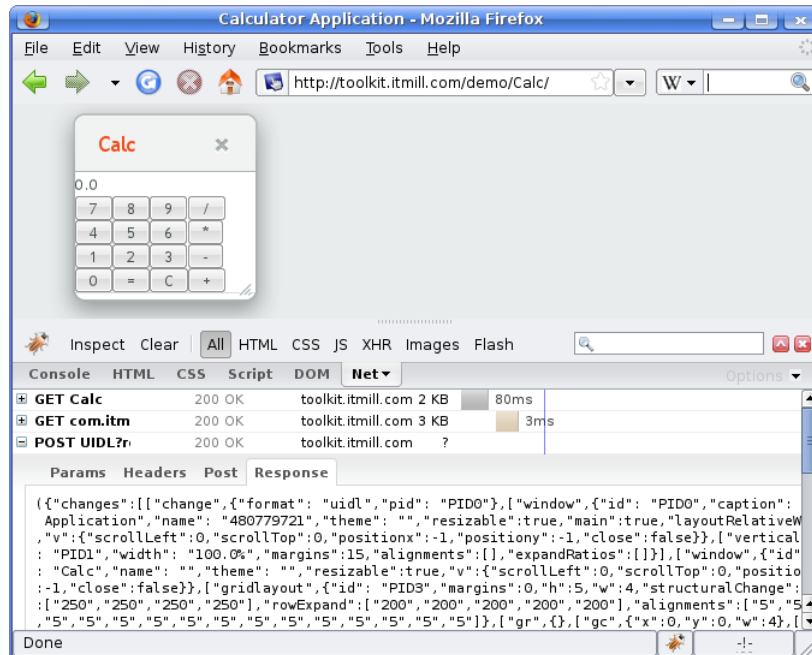 Calculator Application - Mozilla Firefox
File Edit View History Bookmarks Tools Help
http://toolkit.itmill.com/demo/Calc/ W
Calc
0.0
7 8 9 /
4 5 6 *
1 2 3 -
0 = C +
Inspect Clear All HTML CSS JS XHR Images Flash
Console HTML CSS Script DOM Net Options
GET Calc 200 OK toolkit.itmill.com 2 KB 80ms
GET com.itm 200 OK toolkit.itmill.com 3 KB 3ms
POST UIDL?r 200 OK toolkit.itmill.com ?
Params Headers Post Response
({"changes":[["change",{"format": "uidl","pid": "PID0"},["window",{"id": "PID0","caption":
Application","name": "480779721","theme": "","resizable":true,"main":true,"layoutRelativeW
,"v":{"scrollLeft":0,"scrollTop":0,"positionx":-1,"positiony":-1,"close":false}},["vertical
: "PID1","width": "100.0%","margins":15,"alignments":[],"expandRatios":[]}],["window",{"id"
: "Calc","name": "","theme": "","resizable":true,"v":{"scrollLeft":0,"scrollTop":0,"positio
:-1,"close":false}},["gridlayout",{"id": "PID3","margins":0,"h":5,"w":4,"structuralChange":
:["250","250","250","250"],"rowExpand":["200","200","200","200","200"],"alignments":["5","5
,"5","5","5","5","5","5","5","5","5","5","5","5","5"]},["gr",{},["gc",{"x":0,"y":0,"w":4},[
Done